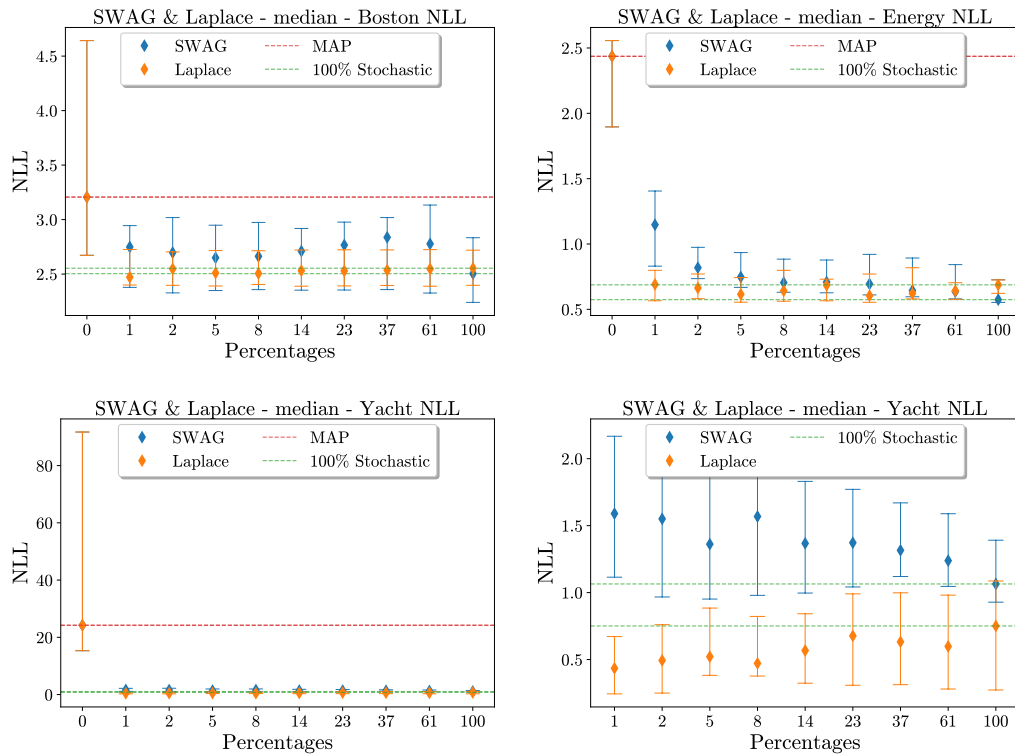 SWAG & Laplace - median - Boston NLL
SWAG
MAP
Laplace
100% Stochastic
4.5
4.0
3.5
3.0
2.5
NLL
0 1 2 5 8 14 23 37 61 100
Percentages
SWAG & Laplace - median - Energy NLL
SWAG
MAP
Laplace
100% Stochastic
2.5
2.0
1.5
1.0
0.5
NLL
0 1 2 5 8 14 23 37 61 100
Percentages
SWAG & Laplace - median - Yacht NLL
SWAG
MAP
Laplace
100% Stochastic
80
60
40
20
0
NLL
0 1 2 5 8 14 23 37 61 100
Percentages
SWAG & Laplace - median - Yacht NLL
SWAG
100% Stochastic
Laplace
2.0
1.5
1.0
0.5
NLL
1 2 5 8 14 23 37 61 100
Percentages